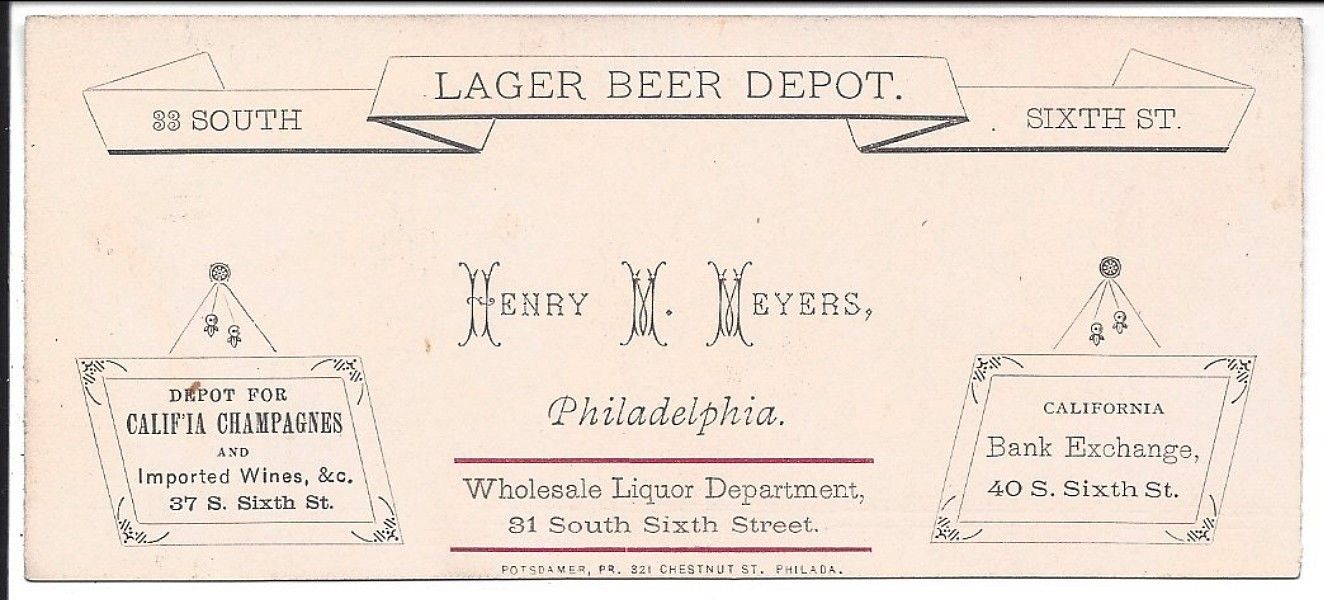 LAGER BEER DEPOT.
33 SOUTH
SIXTH ST.
HENRY M. MEYERS,
Philadelphia.
DEPOT FOR
CALIF'IA CHAMPAGNES
AND
Imported Wines, &c.
37 S. Sixth St.
Wholesale Liquor Department,
31 South Sixth Street.
CALIFORNIA
Bank Exchange,
40 S. Sixth St.
POTSDAMER, PR. 321 CHESTNUT ST. PHILADA.